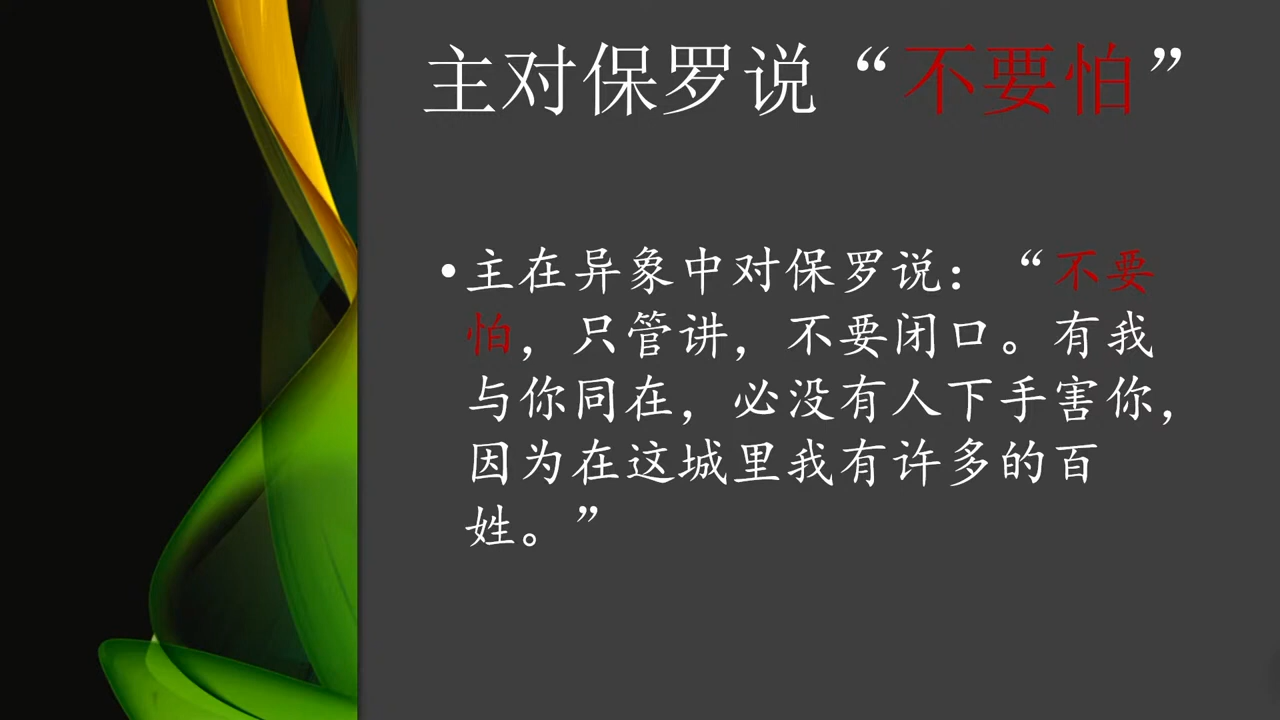 主对保罗说“不要怕”
•主在异象中对保罗说：“不要
怕，只管讲，不要闭口。有我
与你同在，必没有人下手害你，
因为在这城里我有许多的百
姓。”